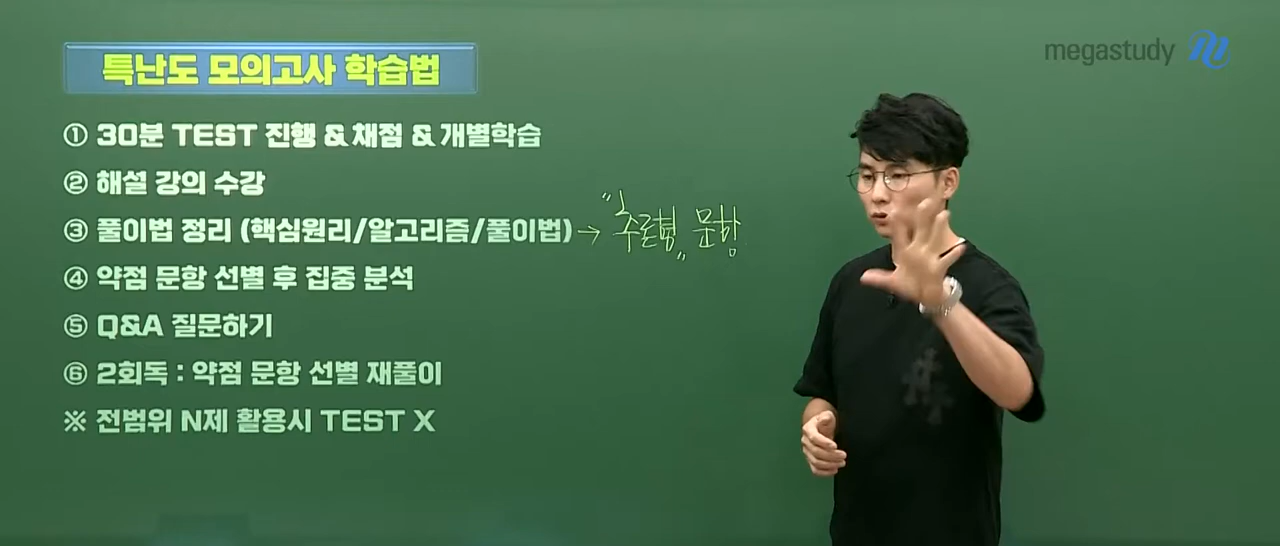 megastudy
특난도 모의고사 학습법
① 30분 TEST 진행 & 채점 & 개별학습
② 해설 강의 수강
③ 풀이법 정리 (핵심원리/알고리즘/풀이법) → "추론형" 문항
④ 약점 문항 선별 후 집중 분석
⑤ Q&A 질문하기
⑥ 2회독 : 약점 문항 선별 재풀이
※ 전범위 N제 활용시 TEST X